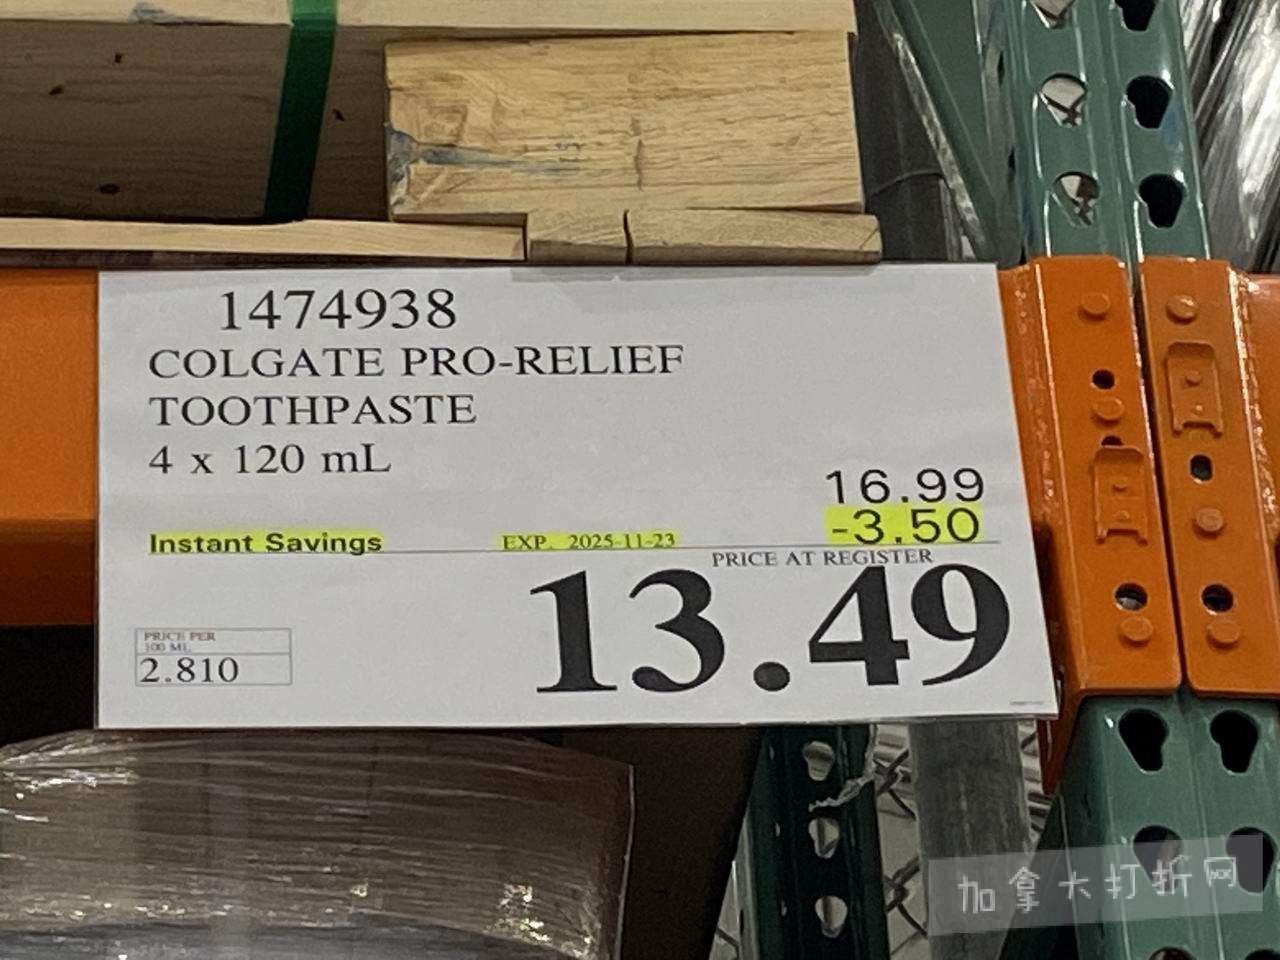 1474938
COLGATE PRO-RELIEF
TOOTHPASTE
4 x 120 mL
16.99
Instant Savings EXP. 2025-11-23 -3.50
PRICE AT REGISTER
13.49
PRICE PER
100 ML
2.810
加拿大打折网